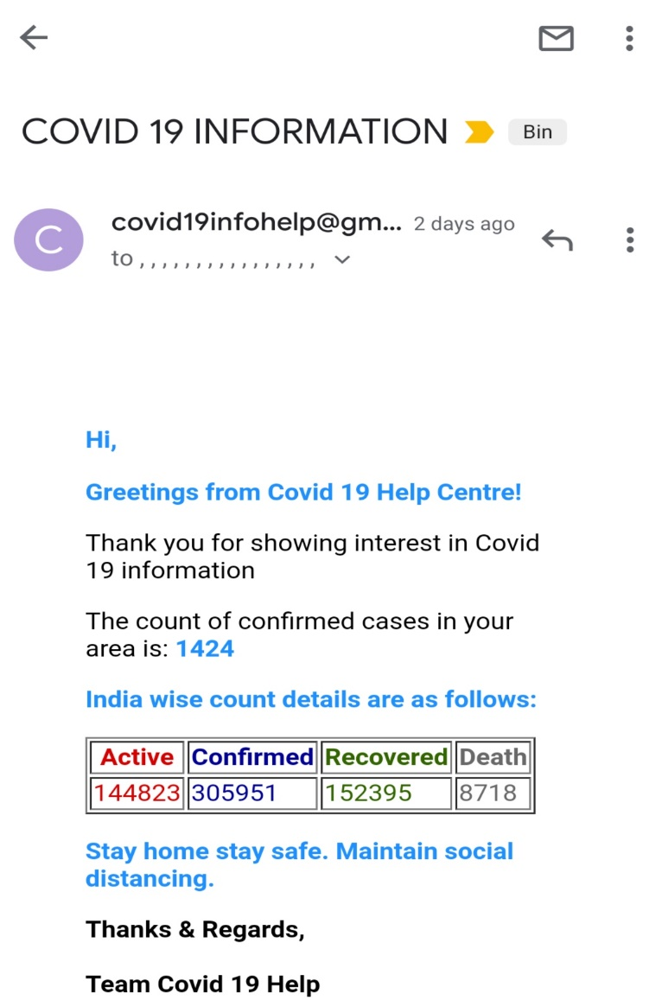 COVID 19 INFORMATION Bin
C
covid19infohelp@gm... 2 days ago
to , , , , , , , , , , , , , , , ,
Hi,
Greetings from Covid 19 Help Centre!
Thank you for showing interest in Covid
19 information
The count of confirmed cases in your
area is: 1424
India wise count details are as follows:
Active Confirmed Recovered Death
144823 305951 152395 8718
Stay home stay safe. Maintain social
distancing.
Thanks & Regards,
Team Covid 19 Help